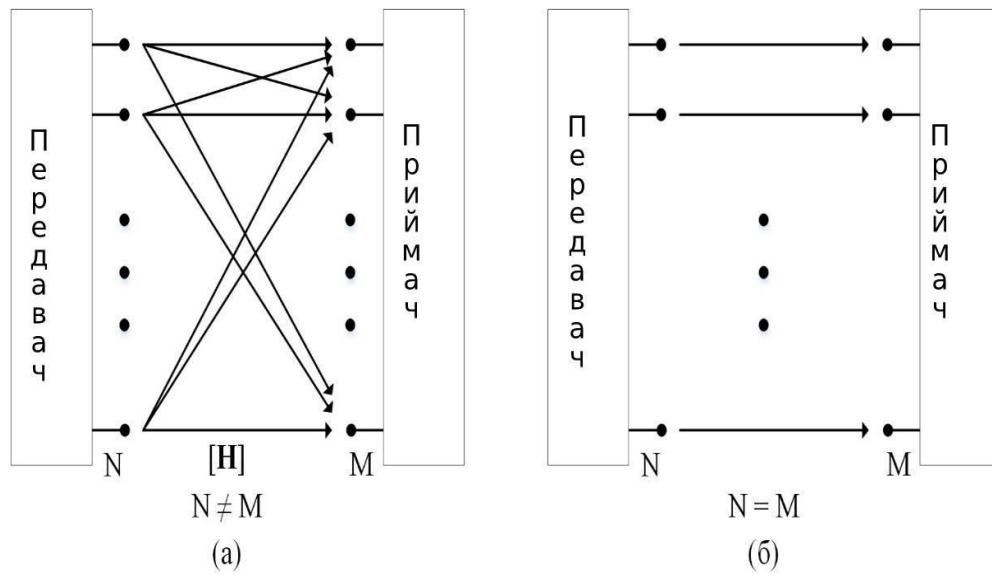 Передавач
Приймач
N
[H]
M
N ≠ M
(а)
Передавач
Приймач
N
M
N = M
(б)